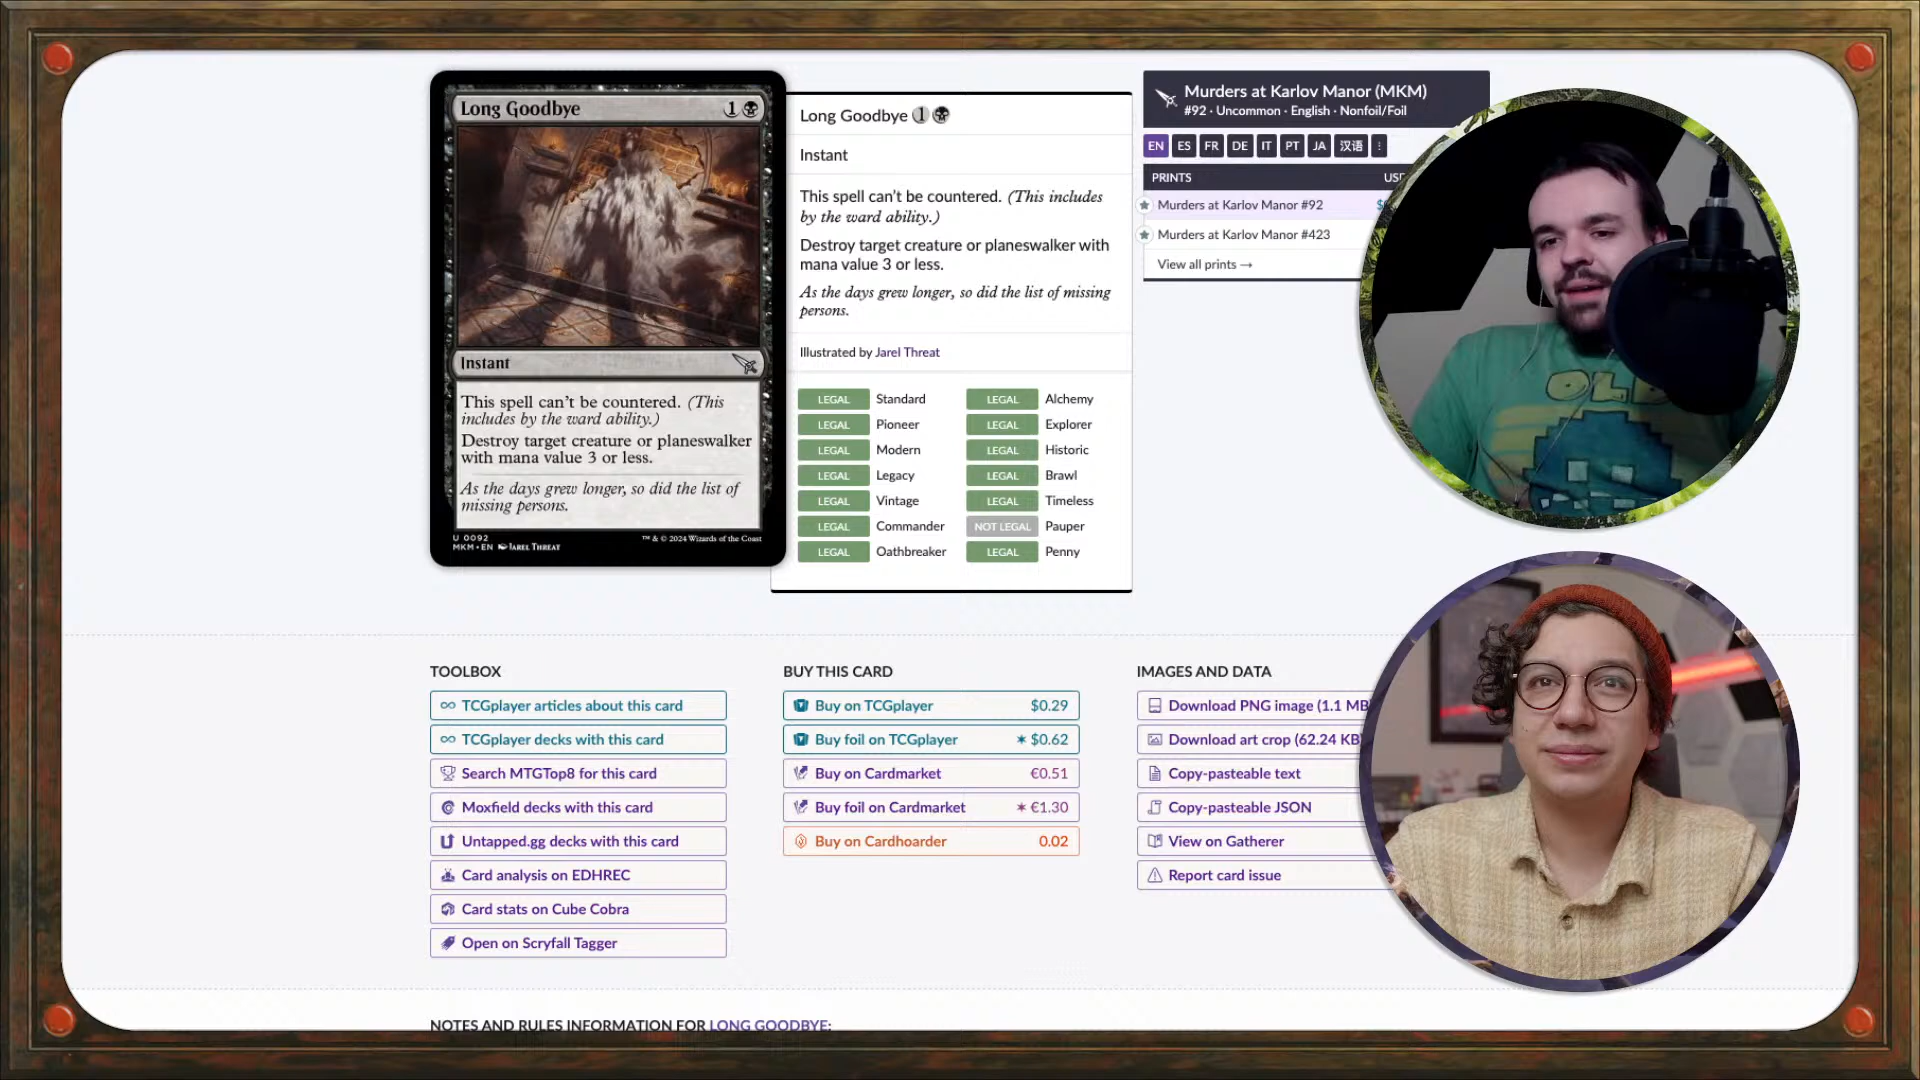 Long Goodbye 1
Instant
This spell can't be countered. (This
includes by the ward ability.)
Destroy target creature or planeswalker
with mana value 3 or less.
As the days grew longer, so did the list of
missing persons.
U 0092
MKM • EN JAREL THREAT
™ & © 2024 Wizards of the Coast
Long Goodbye 1
Instant
This spell can't be countered. (This includes
by the ward ability.)
Destroy target creature or planeswalker with
mana value 3 or less.
As the days grew longer, so did the list of missing
persons.
Illustrated by Jarel Threat
LEGAL Standard LEGAL Alchemy
LEGAL Pioneer LEGAL Explorer
LEGAL Modern LEGAL Historic
LEGAL Legacy LEGAL Brawl
LEGAL Vintage LEGAL Timeless
LEGAL Commander NOT LEGAL Pauper
LEGAL Oathbreaker LEGAL Penny
Murders at Karlov Manor (MKM)
#92 · Uncommon · English · Nonfoil/Foil
EN ES FR DE IT PT JA 汉语
PRINTS
Murders at Karlov Manor #92
Murders at Karlov Manor #423
View all prints →
OLD
TOOLBOX
TCGplayer articles about this card
TCGplayer decks with this card
Search MTGTop8 for this card
Moxfield decks with this card
Untapped.gg decks with this card
Card analysis on EDHREC
Card stats on Cube Cobra
Open on Scryfall Tagger
BUY THIS CARD
Buy on TCGplayer $0.29
Buy foil on TCGplayer ✶ $0.62
Buy on Cardmarket €0.51
Buy foil on Cardmarket ✶ €1.30
Buy on Cardhoarder 0.02
IMAGES AND DATA
Download PNG image (1.1 MB
Download art crop (62.24 KB)
Copy-pasteable text
Copy-pasteable JSON
View on Gatherer
Report card issue
NOTES AND RULES INFORMATION FOR LONG GOODBYE: